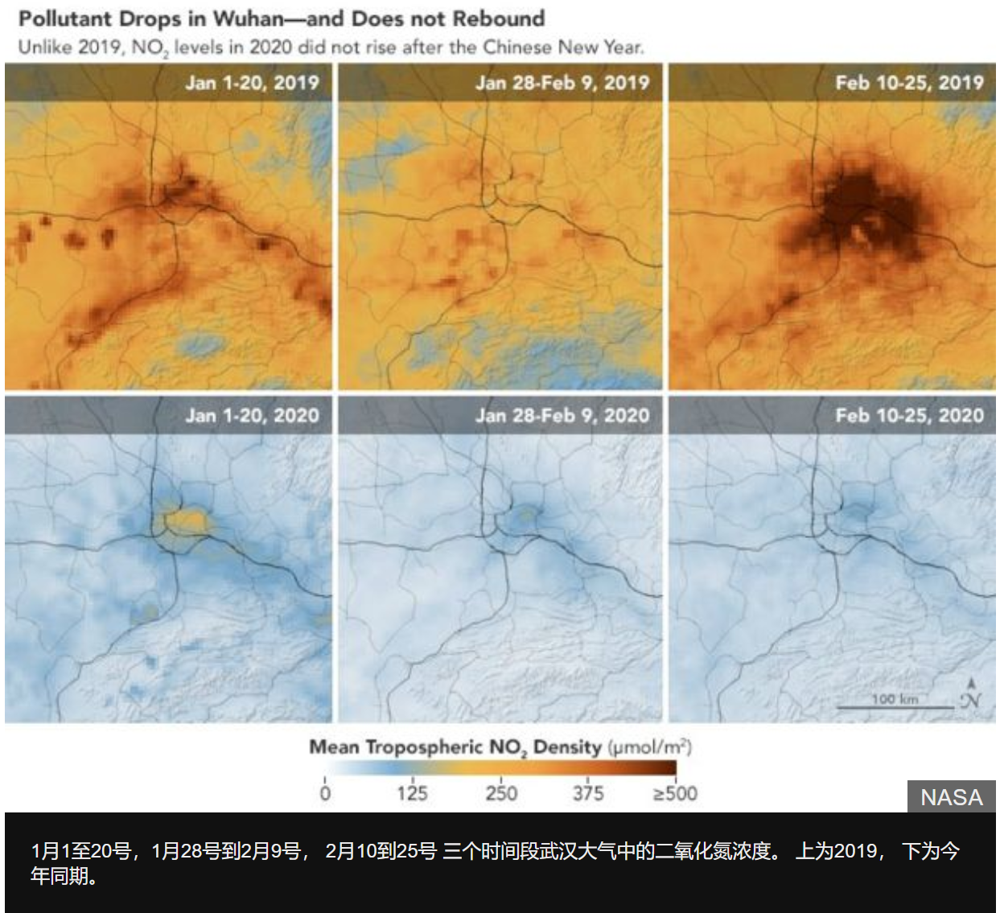 Pollutant Drops in Wuhan—and Does not Rebound
Unlike 2019, NO₂ levels in 2020 did not rise after the Chinese New Year.
Jan 1-20, 2019
Jan 28-Feb 9, 2019
Feb 10-25, 2019
Jan 1-20, 2020
Jan 28-Feb 9, 2020
Feb 10-25, 2020
100 km
N
Mean Tropospheric NO₂ Density (µmol/m²)
0 125 250 375 ≥500
NASA
1月1至20号，1月28号到2月9号， 2月10到25号 三个时间段武汉大气中的二氧化氮浓度。 上为2019， 下为今
年同期。